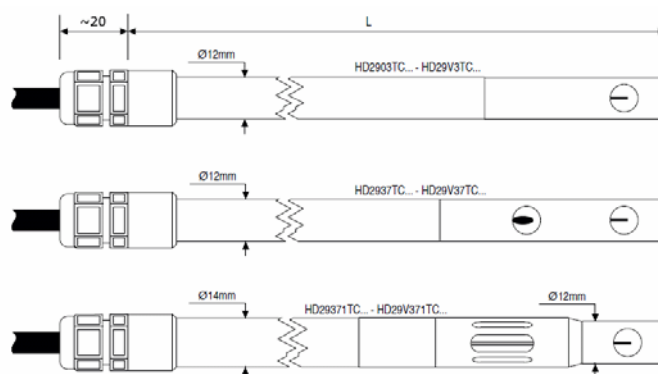 ~20
L
Ø12mm
HD2903TC... - HD29V3TC...
Ø12mm
HD2937TC... - HD29V37TC...
Ø14mm
HD29371TC... - HD29V371TC...
Ø12mm